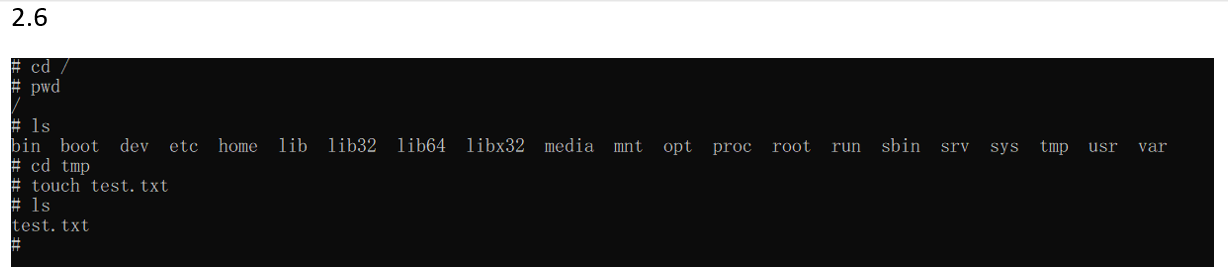 2.6
# cd /
# pwd
/
# ls
bin  boot  dev  etc  home  lib  lib32  lib64  libx32  media  mnt  opt  proc  root  run  sbin  srv  sys  tmp  usr  var
# cd tmp
# touch test.txt
# ls
test.txt
#